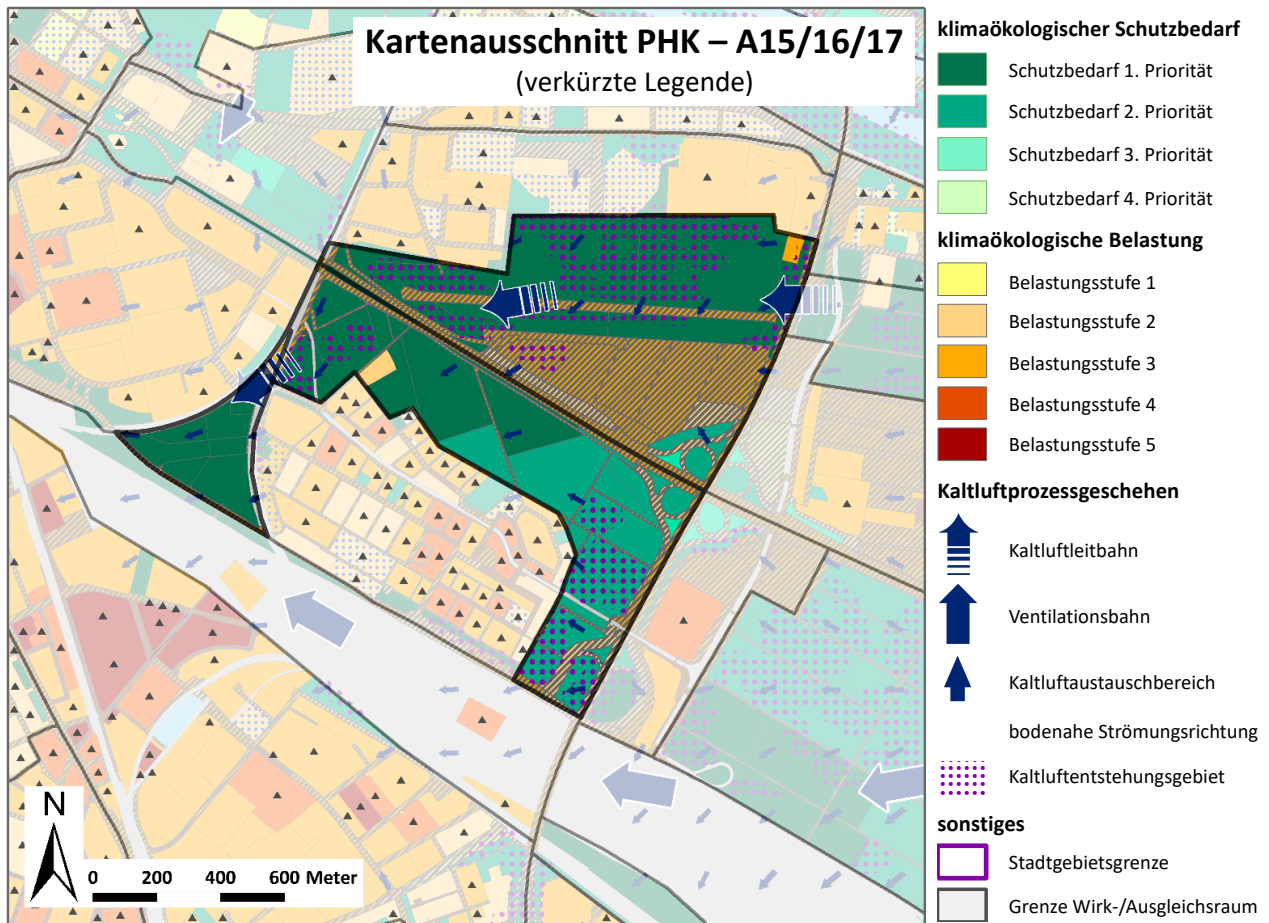 Kartenausschnitt PHK – A15/16/17
(verkürzte Legende)
N
0 200 400 600 Meter
klimaökologischer Schutzbedarf
Schutzbedarf 1. Priorität
Schutzbedarf 2. Priorität
Schutzbedarf 3. Priorität
Schutzbedarf 4. Priorität
klimaökologische Belastung
Belastungsstufe 1
Belastungsstufe 2
Belastungsstufe 3
Belastungsstufe 4
Belastungsstufe 5
Kaltluftprozessgeschehen
Kaltluftleitbahn
Ventilationsbahn
Kaltluftaustauschbereich
bodenahe Strömungsrichtung
Kaltluftentstehungsgebiet
sonstiges
Stadtgebietsgrenze
Grenze Wirk-/Ausgleichsraum